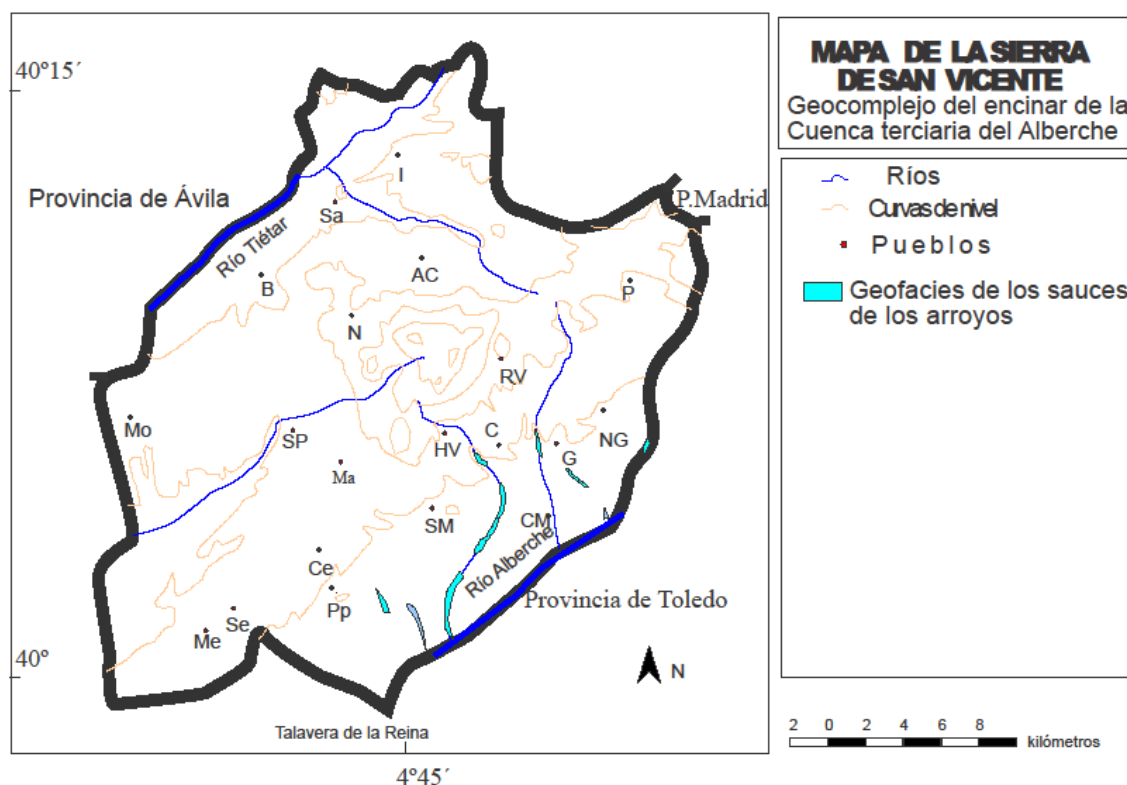 40º15´
Provincia de Ávila
Río Tiétar
P.Madrid
I
Sa
B
AC
P
N
RV
Mo
SP
HV
C
G
NG
Ma
SM
CM
Río Alberche
Ce
Pp
Provincia de Toledo
Se
Me
40º
N
Talavera de la Reina
4º45´
MAPA DE LA SIERRA
DE SAN VICENTE
Geocomplejo del encinar de la
Cuenca terciaria del Alberche
Ríos
Curvas de nivel
Pueblos
Geofacies de los sauces
de los arroyos
2 0 2 4 6 8
kilómetros